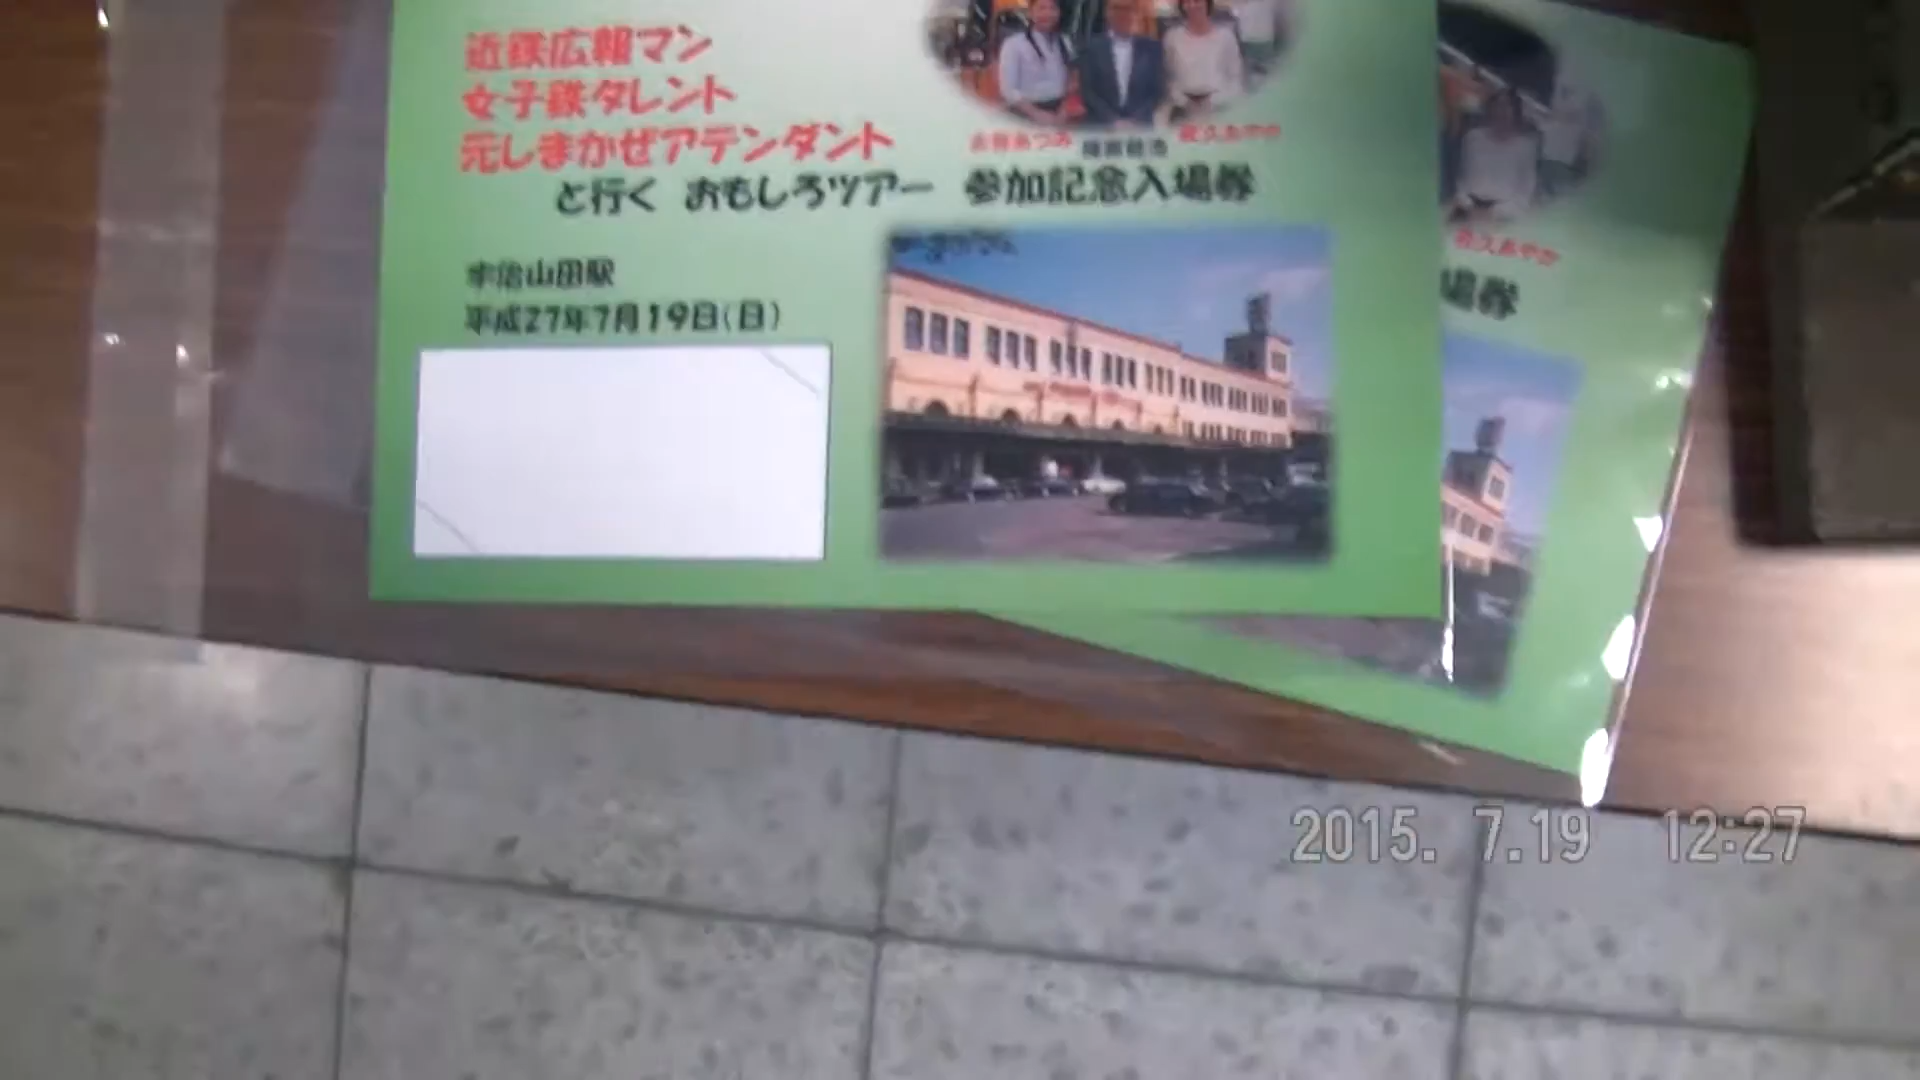 近鉄広報マン
女子鉄タレント
元しまかぜアテンダント
と行く おもしろツアー 参加記念入場券
宇治山田駅
平成27年7月19日(日)
場券
2015. 7.19 12:27